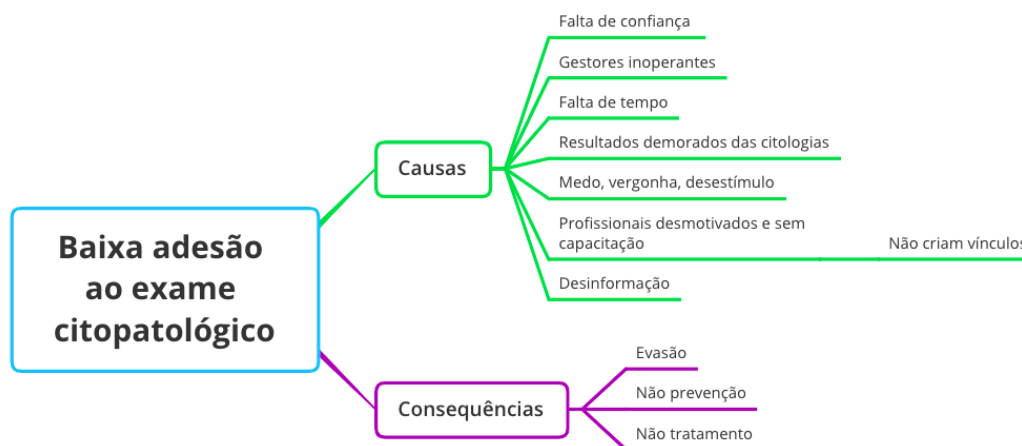 Baixa adesão
ao exame
citopatológico
Causas
Falta de confiança
Gestores inoperantes
Falta de tempo
Resultados demorados das citologias
Medo, vergonha, desestímulo
Profissionais desmotivados e sem
capacitação
Não criam vínculos
Desinformação
Consequências
Evasão
Não prevenção
Não tratamento